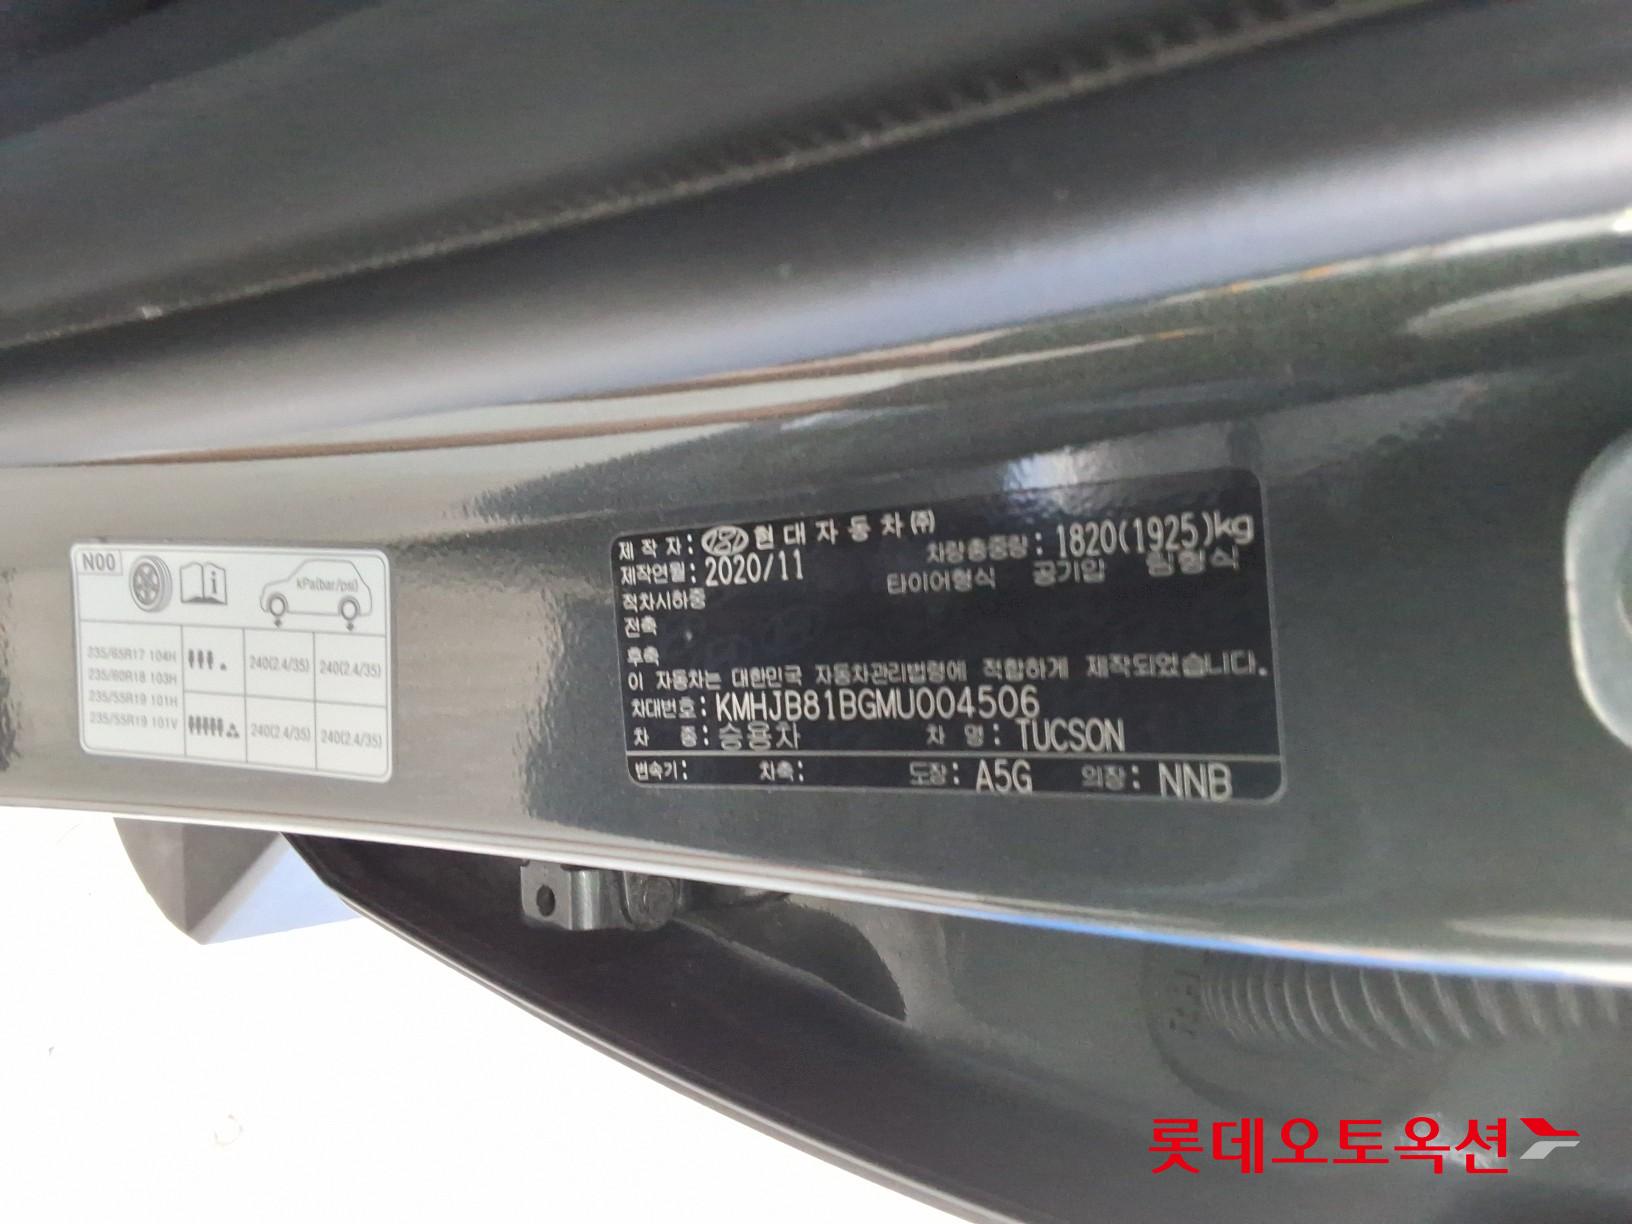 N00
kPa(bar/psi)
235/65R17 104H
235/60R18 103H
235/55R19 101H
235/55R19 101V
240(2.4/35) 240(2.4/35)
240(2.4/35) 240(2.4/35)
제 작 자: 현 대 자 동 차 ㈜
제작연월: 2020/11
차량총중량: 1820(1925)kg
타이어형식 공기압 림형식
적차시하중
전축
후축
이 자동차는 대한민국 자동차관리법령에 적합하게 제작되었습니다.
차대번호: KMHJB81BGMU004506
차 종: 승용차 차 명: TUCSON
변속기: 차축: 도장: A5G 의장: NNB
롯데오토옥션